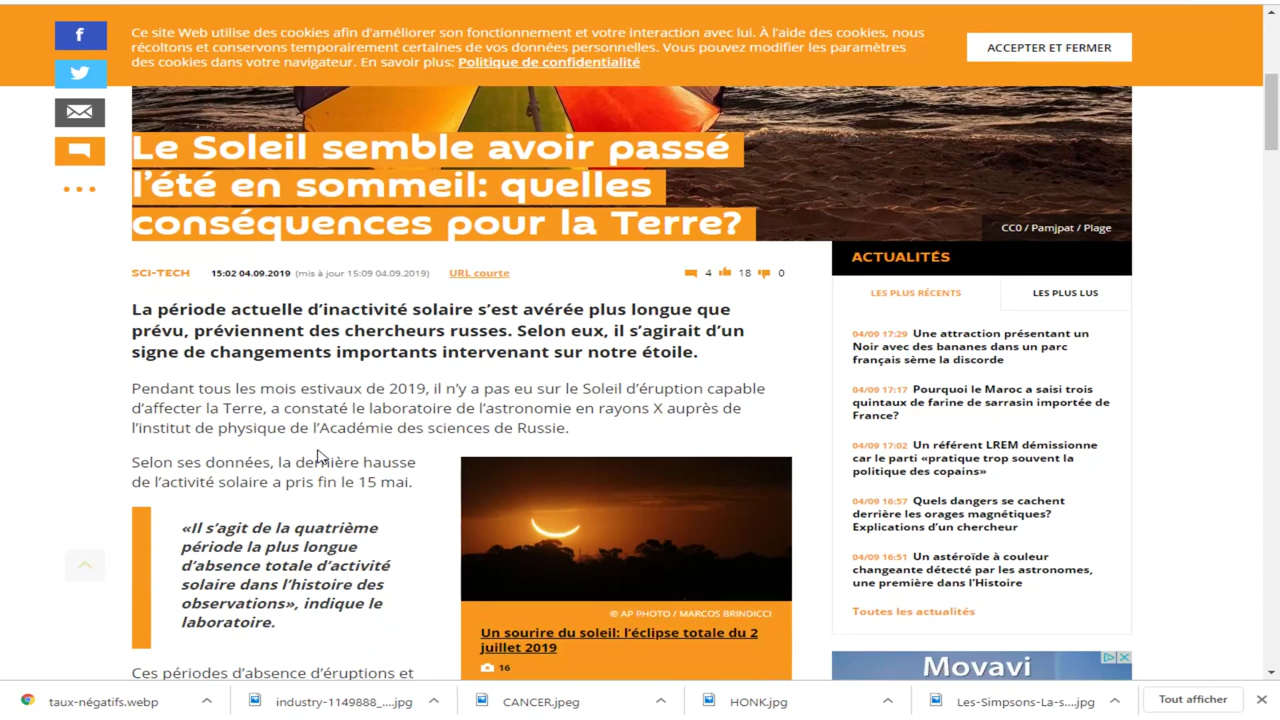 f
Ce site Web utilise des cookies afin d’améliorer son fonctionnement et votre interaction avec lui. À l’aide des cookies, nous
récoltons et conservons temporairement certaines de vos données personnelles. Vous pouvez modifier les paramètres
des cookies dans votre navigateur. En savoir plus: Politique de confidentialité
ACCEPTER ET FERMER
Le Soleil semble avoir passé
l’été en sommeil: quelles
conséquences pour la Terre?
CC0 / Pamjpat / Plage
SCI-TECH 15:02 04.09.2019 (mis à jour 15:09 04.09.2019) URL courte 4 18 0
La période actuelle d’inactivité solaire s’est avérée plus longue que
prévu, préviennent des chercheurs russes. Selon eux, il s’agirait d’un
signe de changements importants intervenant sur notre étoile.
Pendant tous les mois estivaux de 2019, il n’y a pas eu sur le Soleil d’éruption capable
d’affecter la Terre, a constaté le laboratoire de l’astronomie en rayons X auprès de
l’institut de physique de l’Académie des sciences de Russie.
Selon ses données, la dernière hausse
de l’activité solaire a pris fin le 15 mai.
«Il s’agit de la quatrième
période la plus longue
d’absence totale d’activité
solaire dans l’histoire des
observations», indique le
laboratoire.
Ces périodes d’absence d’éruptions et
© AP PHOTO / MARCOS BRINDICCI
Un sourire du soleil: l’éclipse totale du 2
juillet 2019
16
ACTUALITÉS
LES PLUS RÉCENTS LES PLUS LUS
04/09 17:29 Une attraction présentant un
Noir avec des bananes dans un parc
français sème la discorde
04/09 17:17 Pourquoi le Maroc a saisi trois
quintaux de farine de sarrasin importée de
France?
04/09 17:02 Un référent LREM démissionne
car le parti «pratique trop souvent la
politique des copains»
04/09 16:57 Quels dangers se cachent
derrière les orages magnétiques?
Explications d’un chercheur
04/09 16:51 Un astéroïde à couleur
changeante détecté par les astronomes,
une première dans l’Histoire
Toutes les actualités
Movavi
taux-négatifs.webp
industry-1149888_....jpg
CANCER.jpeg
HONK.jpg
Les-Simpsons-La-s....jpg
Tout afficher